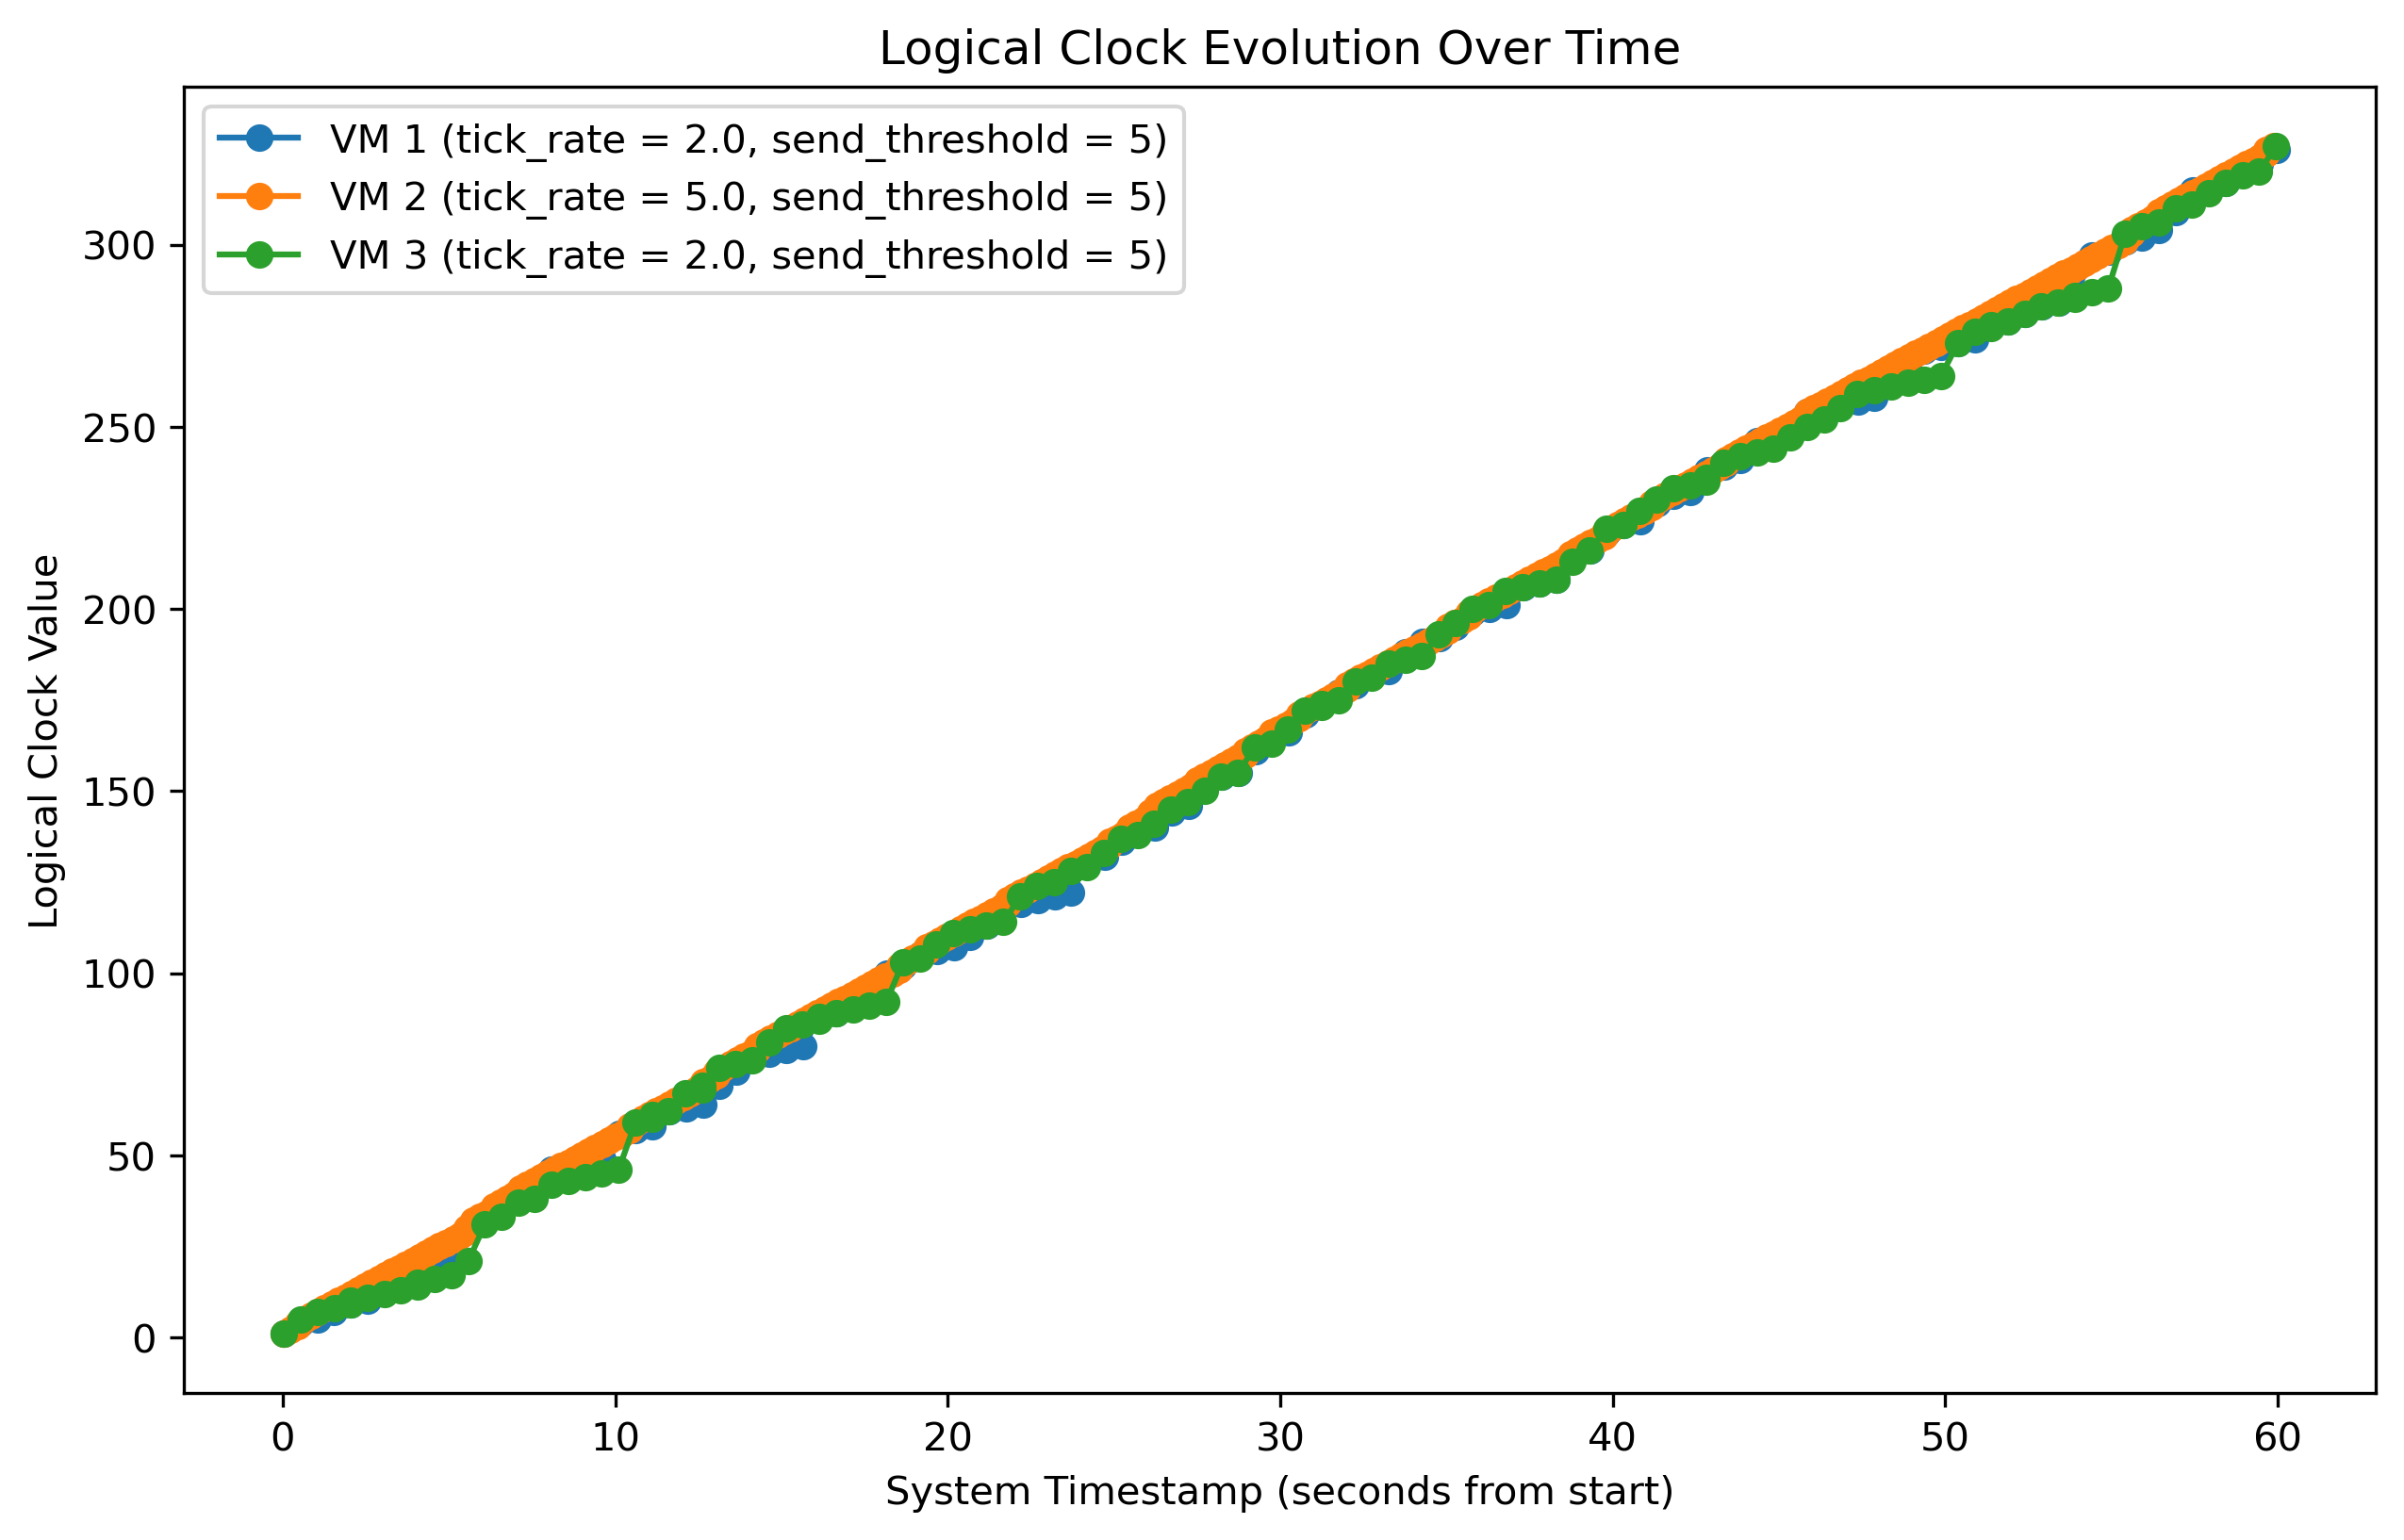 Logical Clock Evolution Over Time
VM 1 (tick_rate = 2.0, send_threshold = 5)
VM 2 (tick_rate = 5.0, send_threshold = 5)
VM 3 (tick_rate = 2.0, send_threshold = 5)
Logical Clock Value
300
250
200
150
100
50
0
0 10 20 30 40 50 60
System Timestamp (seconds from start)